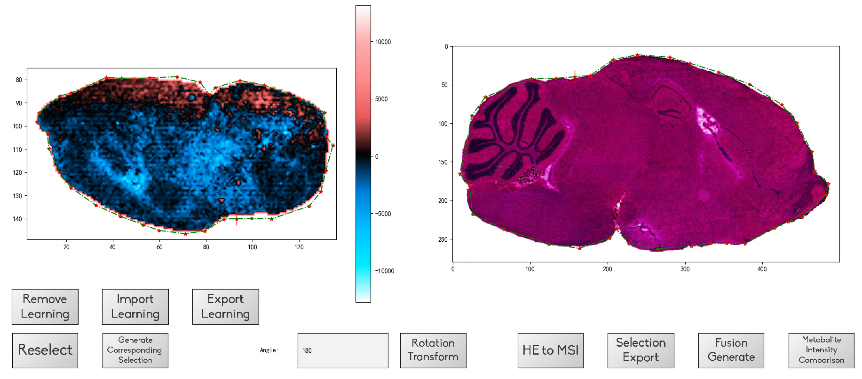 10000
5000
0
−5000
−10000
80
90
100
110
120
130
140
20
40
60
80
100
120
0
50
100
150
200
250
0
100
200
300
400
Remove
Learning
Import
Learning
Export
Learning
Reselect
Generate
Corresponding
Selection
Angle:
180
Rotation
Transform
HE to MSI
Selection
Export
Fusion
Generate
Metabolite
Intensity
Comparison